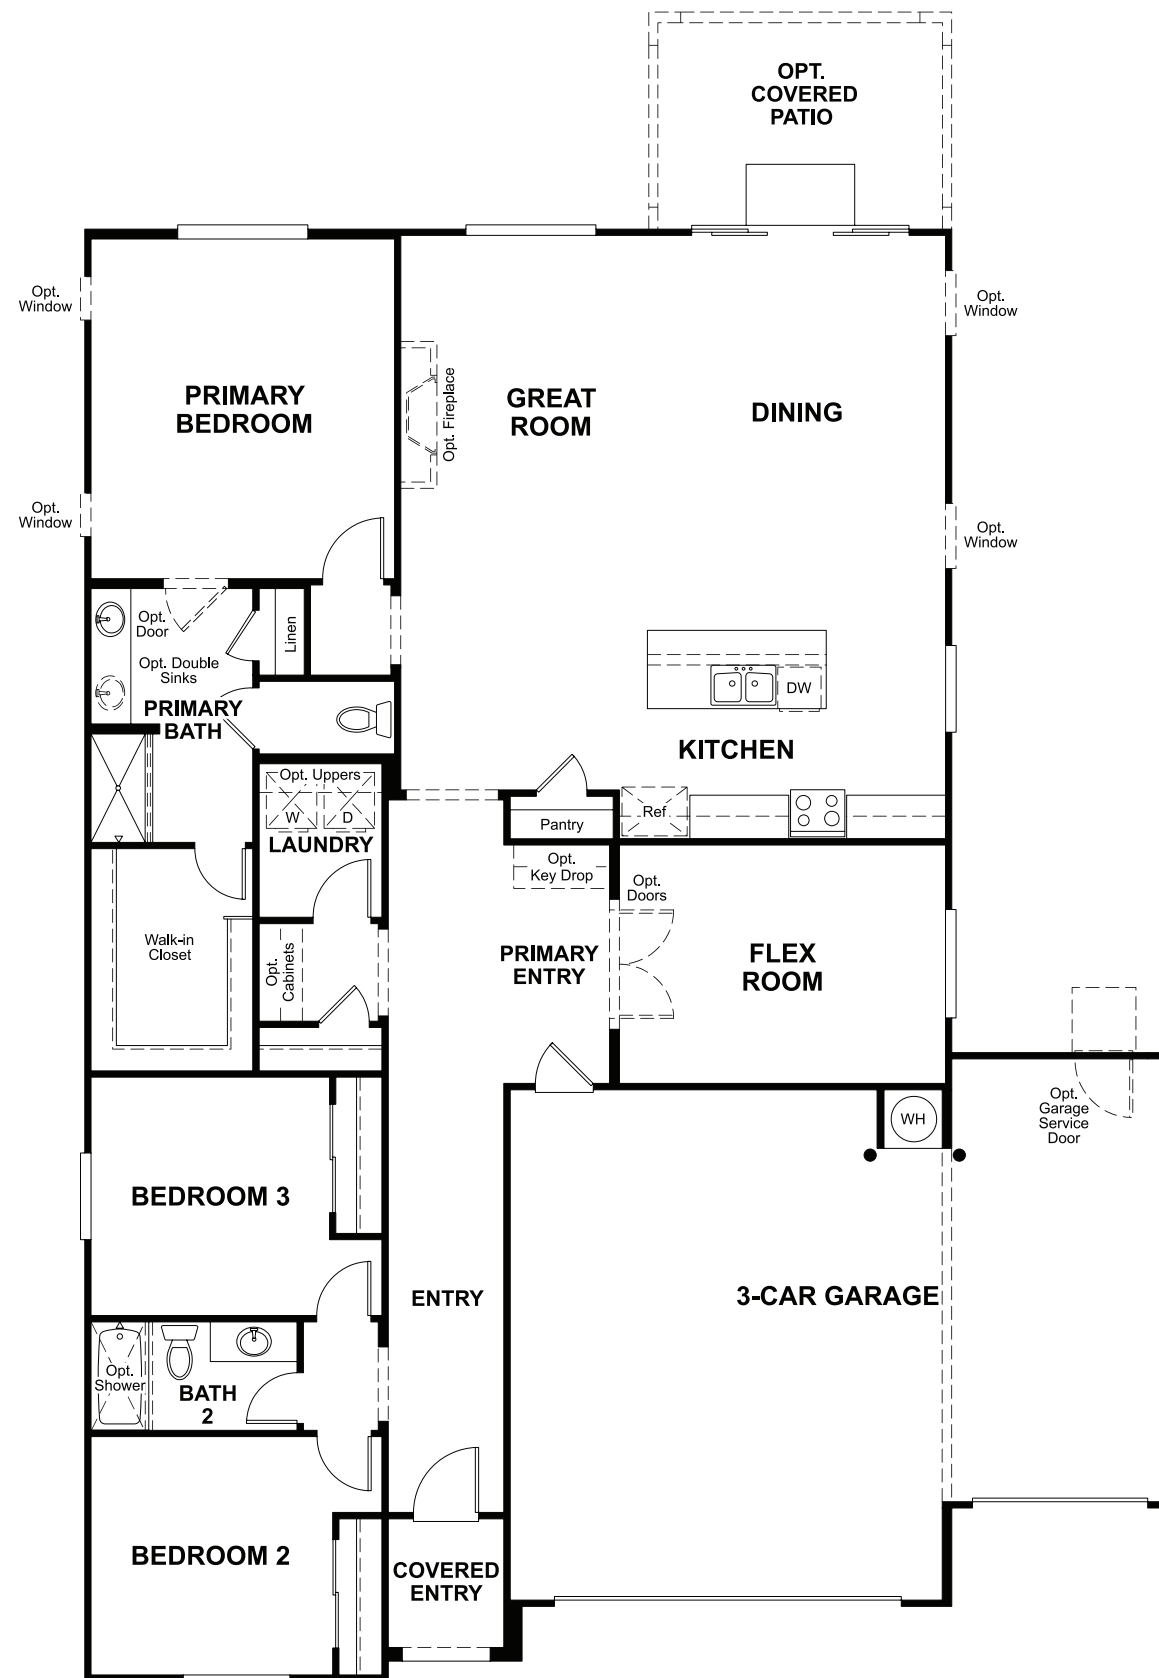 OPT.
COVERED
PATIO
Opt.
Window
Opt.
Window
PRIMARY
BEDROOM
Opt. Fireplace
GREAT
ROOM
DINING
Opt.
Window
Opt.
Window
Opt.
Door
Linen
Opt. Double
Sinks
PRIMARY
BATH
DW
KITCHEN
Opt. Uppers
W
D
LAUNDRY
Pantry
Ref
Opt.
Key Drop
Opt.
Doors
Walk-in
Closet
Opt.
Cabinets
PRIMARY
ENTRY
FLEX
ROOM
WH
Opt.
Garage
Service
Door
BEDROOM 3
ENTRY
3-CAR GARAGE
Opt.
Shower
BATH
2
BEDROOM 2
COVERED
ENTRY